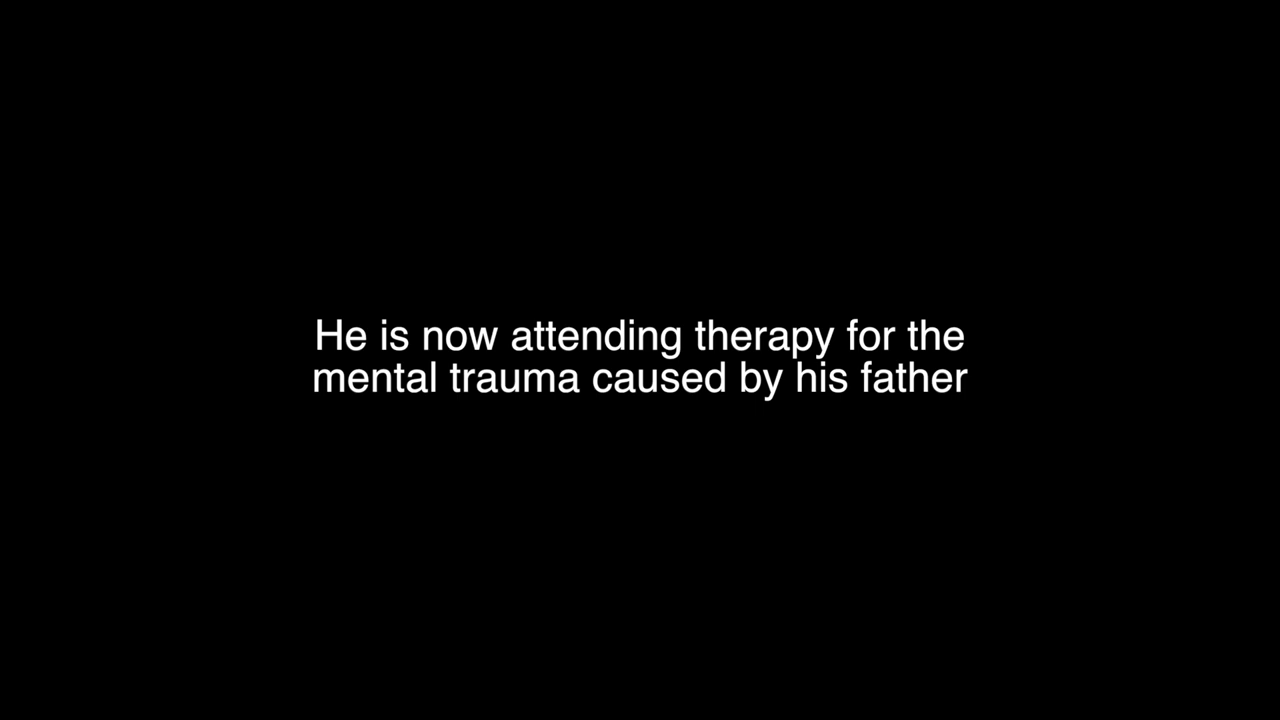 He is now attending therapy for the
mental trauma caused by his father